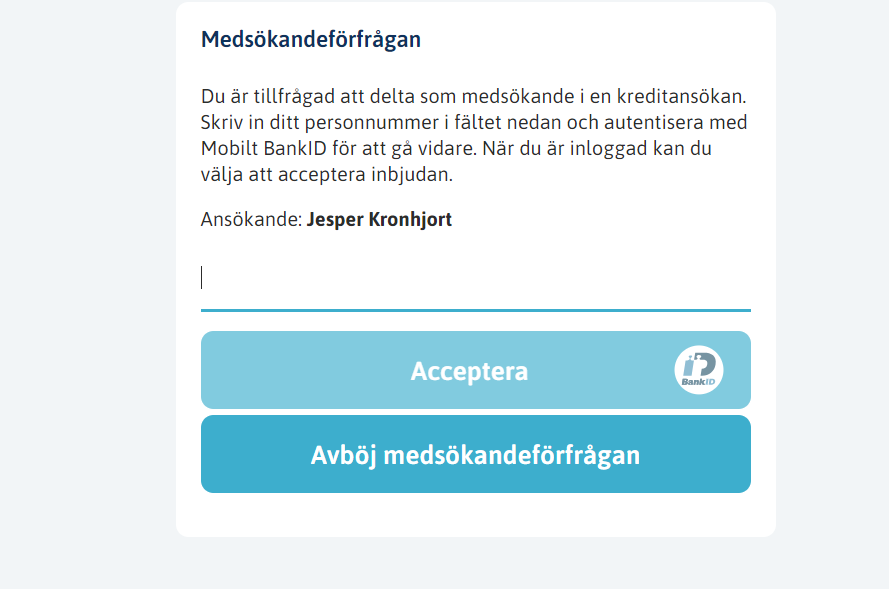 Medsökandeförfrågan
Du är tillfrågad att delta som medsökande i en kreditansökan.
Skriv in ditt personnummer i fältet nedan och autentisera med
Mobilt BankID för att gå vidare. När du är inloggad kan du
välja att acceptera inbjudan.
Ansökande: Jesper Kronhjort
Acceptera
BankID
Avböj medsökandeförfrågan